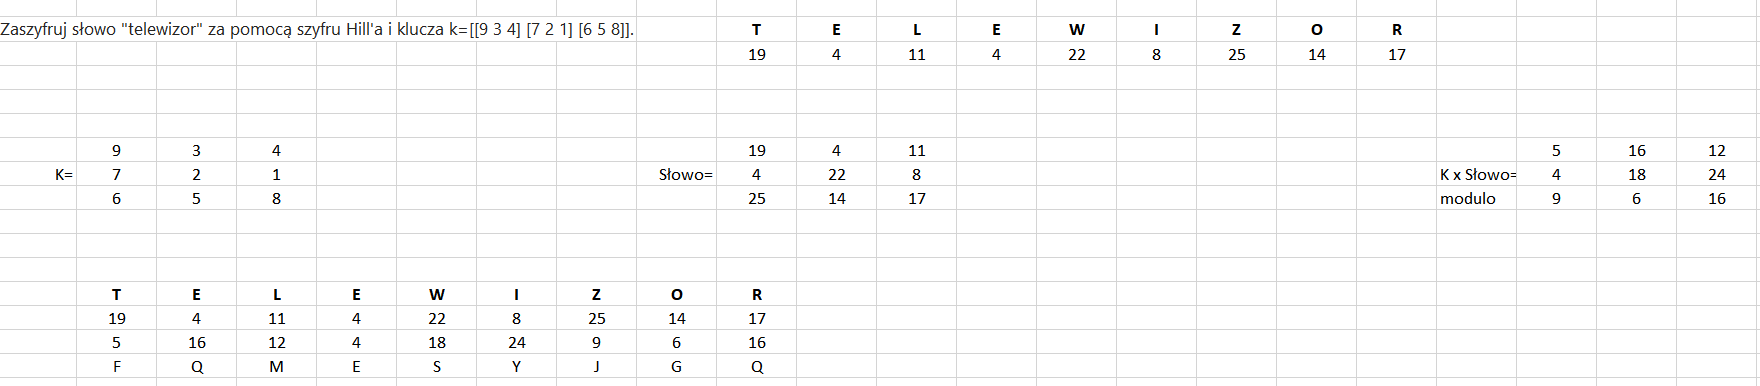 Zaszyfruj słowo "telewizor" za pomocą szyfru Hill'a i klucza k=[[9 3 4] [7 2 1] [6 5 8]]. T E L E W I Z O R
19 4 11 4 22 8 25 14 17
9 3 4 19 4 11 5 16 12
K= 7 2 1 Słowo= 4 22 8 K x Słowo= 4 18 24
6 5 8 25 14 17 modulo 9 6 16
T E L E W I Z O R
19 4 11 4 22 8 25 14 17
5 16 12 4 18 24 9 6 16
F Q M E S Y J G Q